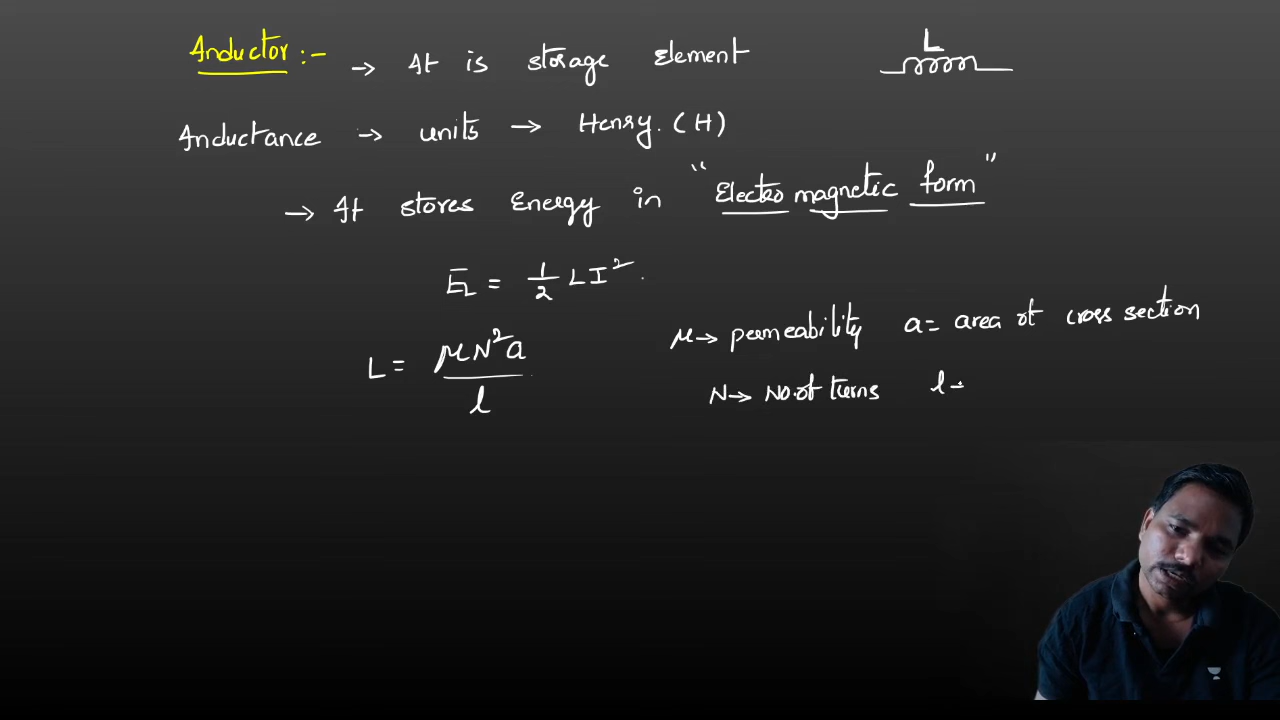 Inductor :- → It is storage Element
L
Inductance → units → Henry. (H)
→ It stores Energy in "Electro magnetic form"
E_L = 1/2 LI²
L = μN²a / l
μ → permeability a = area of cross section
N → No. of turns l →